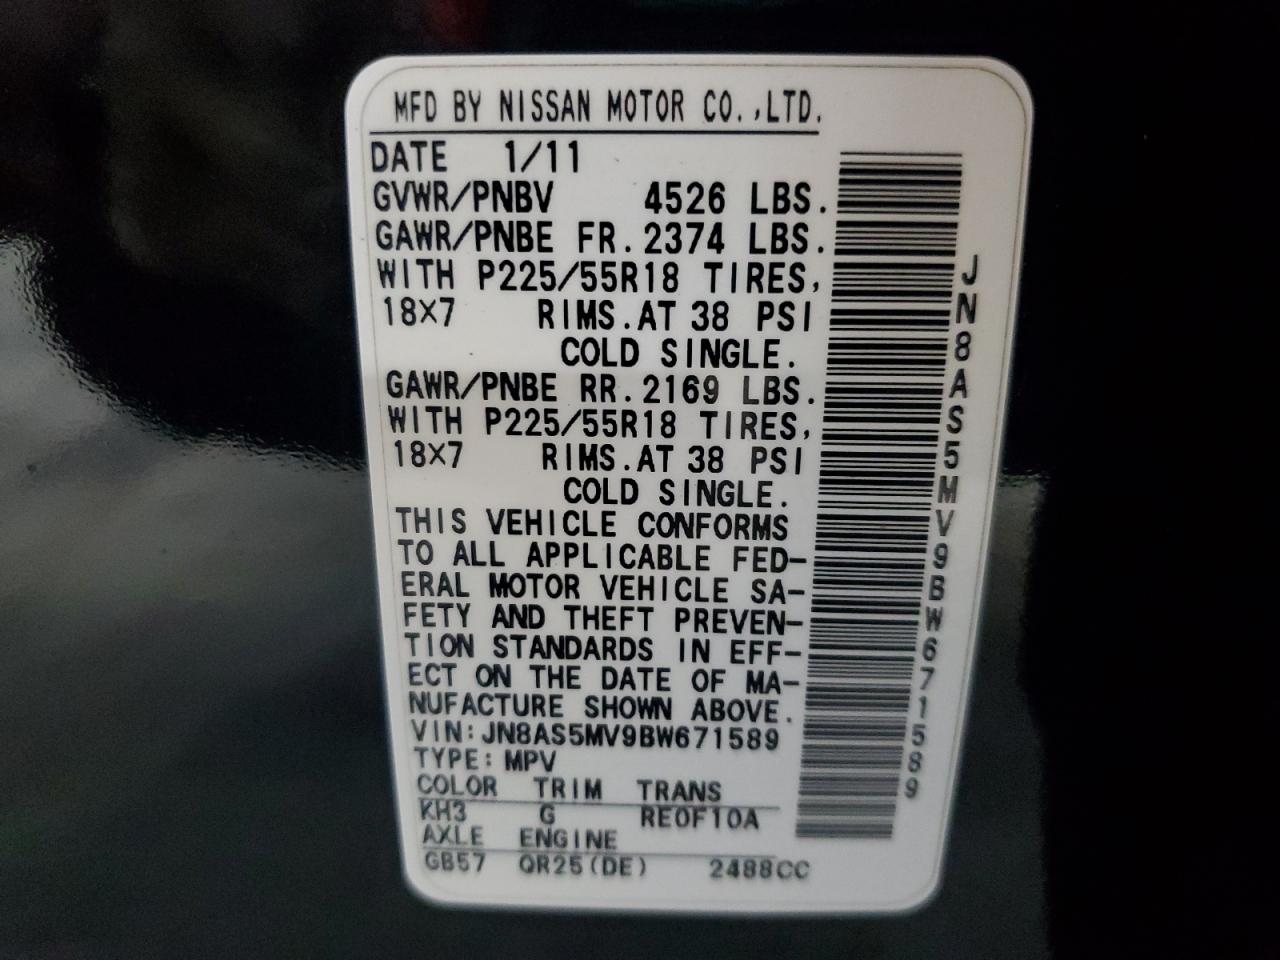 MFD BY NISSAN MOTOR CO.,LTD.
DATE 1/11
GVWR/PNBV 4526 LBS.
GAWR/PNBE FR.2374 LBS.
WITH P225/55R18 TIRES,
18X7 RIMS.AT 38 PSI
COLD SINGLE.
GAWR/PNBE RR.2169 LBS.
WITH P225/55R18 TIRES,
18X7 RIMS.AT 38 PSI
COLD SINGLE.
THIS VEHICLE CONFORMS
TO ALL APPLICABLE FED-
ERAL MOTOR VEHICLE SA-
FETY AND THEFT PREVEN-
TION STANDARDS IN EFF-
ECT ON THE DATE OF MA-
NUFACTURE SHOWN ABOVE.
VIN:JN8AS5MV9BW671589
TYPE:MPV
COLOR TRIM TRANS
KH3 G RE0F10A
AXLE ENGINE
GB57 QR25(DE) 2488CC
JN8AS5MV9BW671589